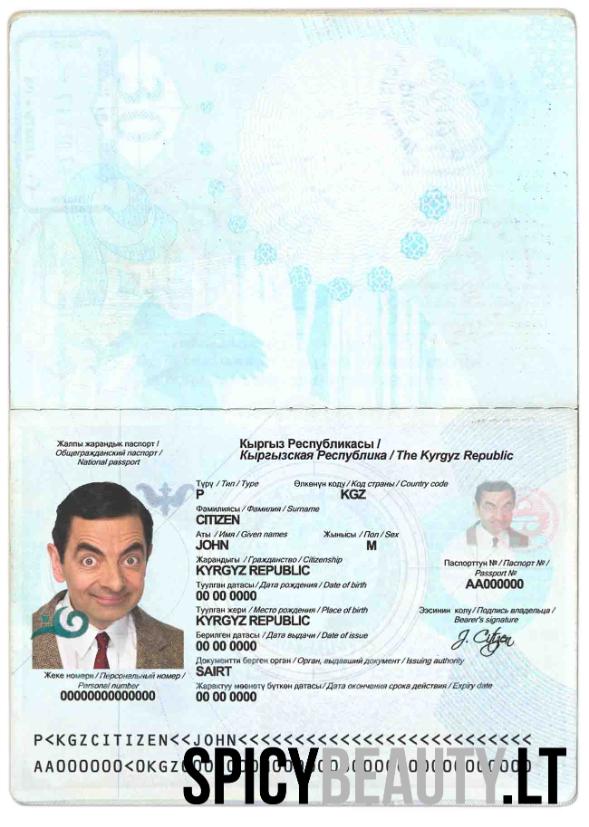 Жалпы жарандык паспорт /
Общегражданский паспорт /
National passport
Кыргыз Республикасы /
Кыргызская Республика / The Kyrgyz Republic
Түрү / Тип / Type
Өлкөнүн коду / Код страны / Country code
P
KGZ
Фамилиясы / Фамилия / Surname
CITIZEN
Аты / Имя / Given names
Жынысы / Пол / Sex
JOHN
M
Жарандыгы / Гражданство / Citizenship
KYRGYZ REPUBLIC
Туулган датасы / Дата рождения / Date of birth
00 00 0000
Туулган жери / Место рождения / Place of birth
KYRGYZ REPUBLIC
Берилген датасы / Дата выдачи / Date of issue
00 00 0000
Документти берген орган / Орган, выдавший документ / Issuing authority
SAIRT
Жарактуу мөөнөтү бүткөн датасы / Дата окончания срока действия / Expiry date
00 00 0000
Паспорттун № / Паспорт № /
Passport №
AA000000
Ээсинин колу / Подпись владельца /
Bearer's signature
J. Citizen
Жеке номери / Персональный номер /
Personal number
00000000000000
P<KGZCITIZEN<<JOHN<<<<<<<<<<<<<<<<<<<<<<<<<<
AA000000<0KGZ
SPICYBEAUTY.LT